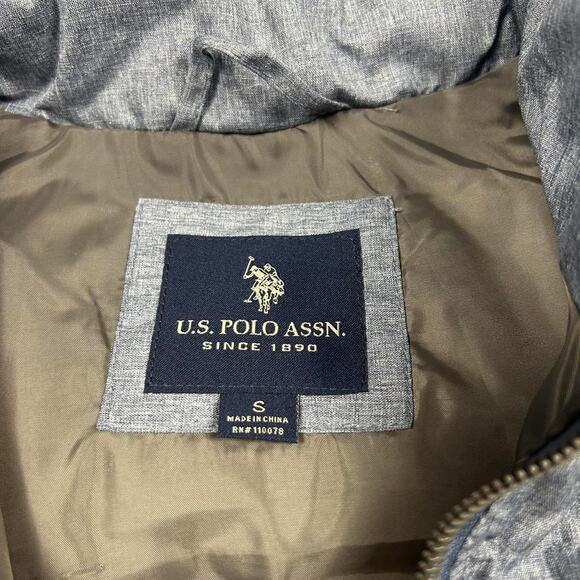 U.S. POLO ASSN.
SINCE 1890
S
MADE IN CHINA
RN# 110078